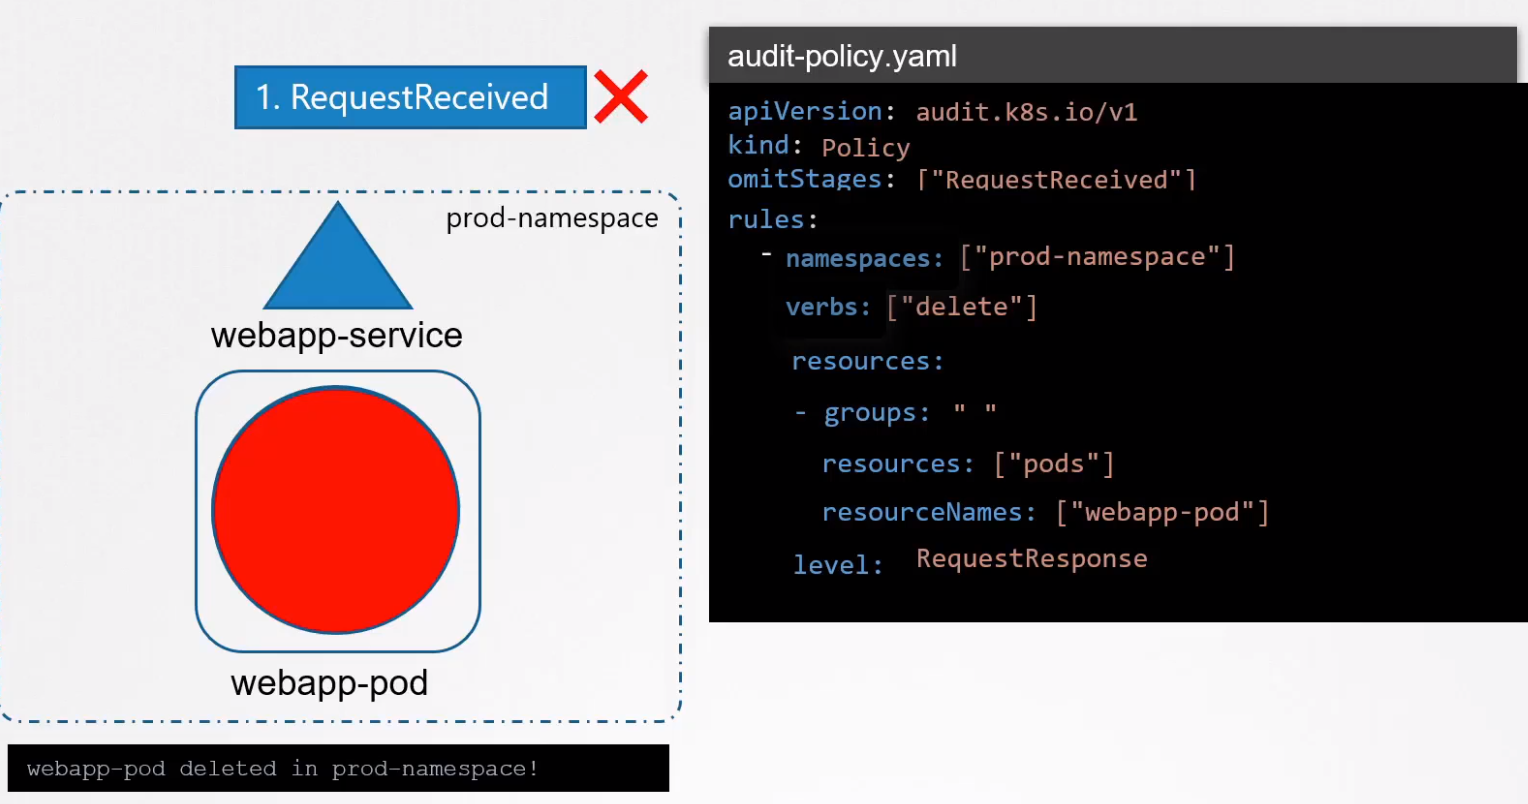 1. RequestReceived
prod-namespace
webapp-service
webapp-pod
webapp-pod deleted in prod-namespace!
audit-policy.yaml
apiVersion: audit.k8s.io/v1
kind: Policy
omitStages: ["RequestReceived"]
rules:
- namespaces: ["prod-namespace"]
verbs: ["delete"]
resources:
- groups: " "
resources: ["pods"]
resourceNames: ["webapp-pod"]
level: RequestResponse